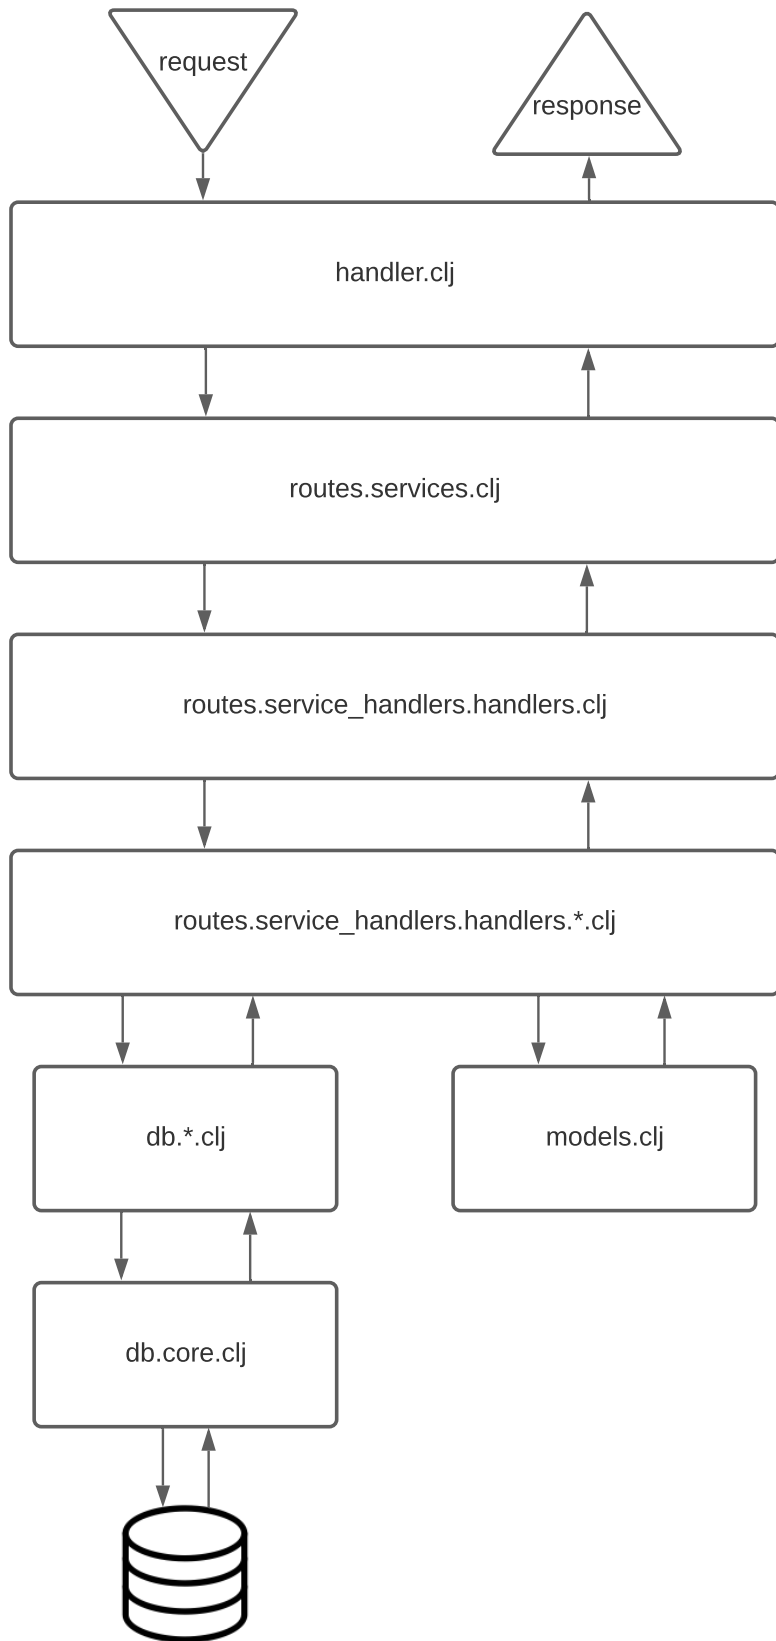 request
response
handler.clj
routes.services.clj
routes.service_handlers.handlers.clj
routes.service_handlers.handlers.*.clj
db.*.clj
models.clj
db.core.clj